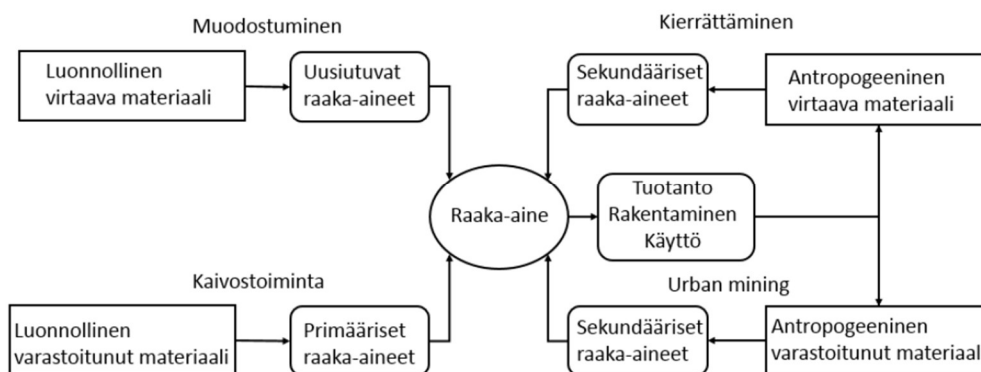 Muodostuminen
Luonnollinen
virtaava materiaali
Uusiutuvat
raaka-aineet
Kierrättäminen
Sekundääriset
raaka-aineet
Antropogeeninen
virtaava materiaali
Raaka-aine
Tuotanto
Rakentaminen
Käyttö
Kaivostoiminta
Luonnollinen
varastoitunut materiaali
Primääriset
raaka-aineet
Urban mining
Sekundääriset
raaka-aineet
Antropogeeninen
varastoitunut materiaali